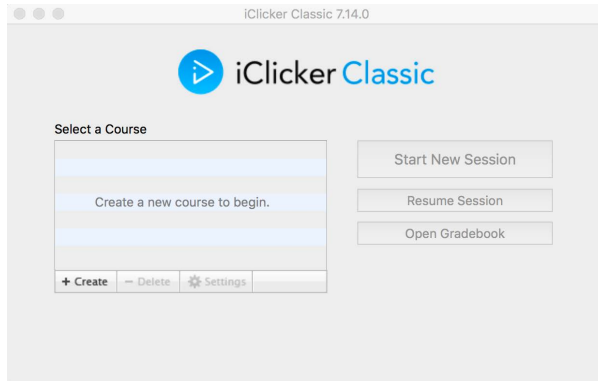 iClicker Classic 7.14.0
iClicker Classic
Select a Course
Create a new course to begin.
+ Create − Delete Settings
Start New Session
Resume Session
Open Gradebook